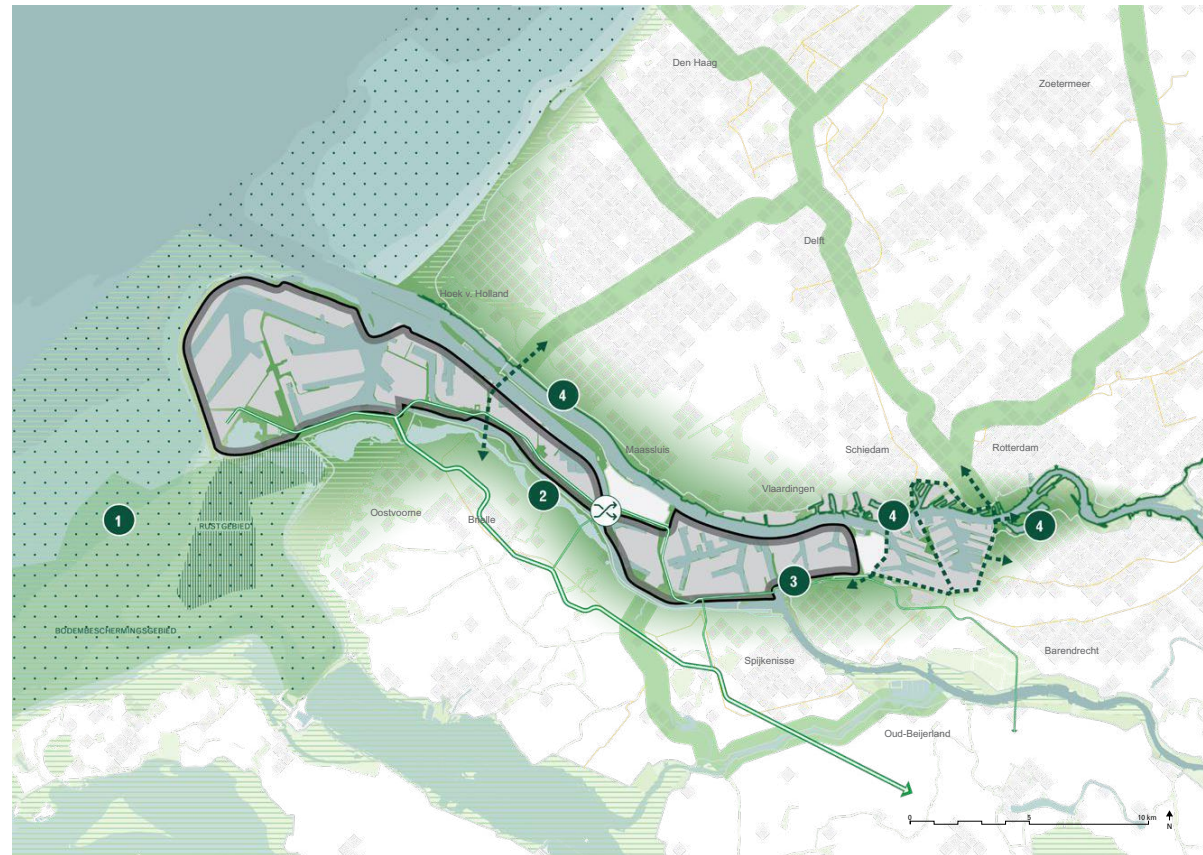 Den Haag
Zoetermeer
Delft
Hoek v. Holland
4
Maassluis
Schiedam
Rotterdam
Vlaardingen
2
4
4
1
RUSTGEBIED
Oostvoorne
Brielle
3
BODEMBESCHERMINGSGEBIED
Spijkenisse
Barendrecht
Oud-Beijerland
0 5 10 km
N